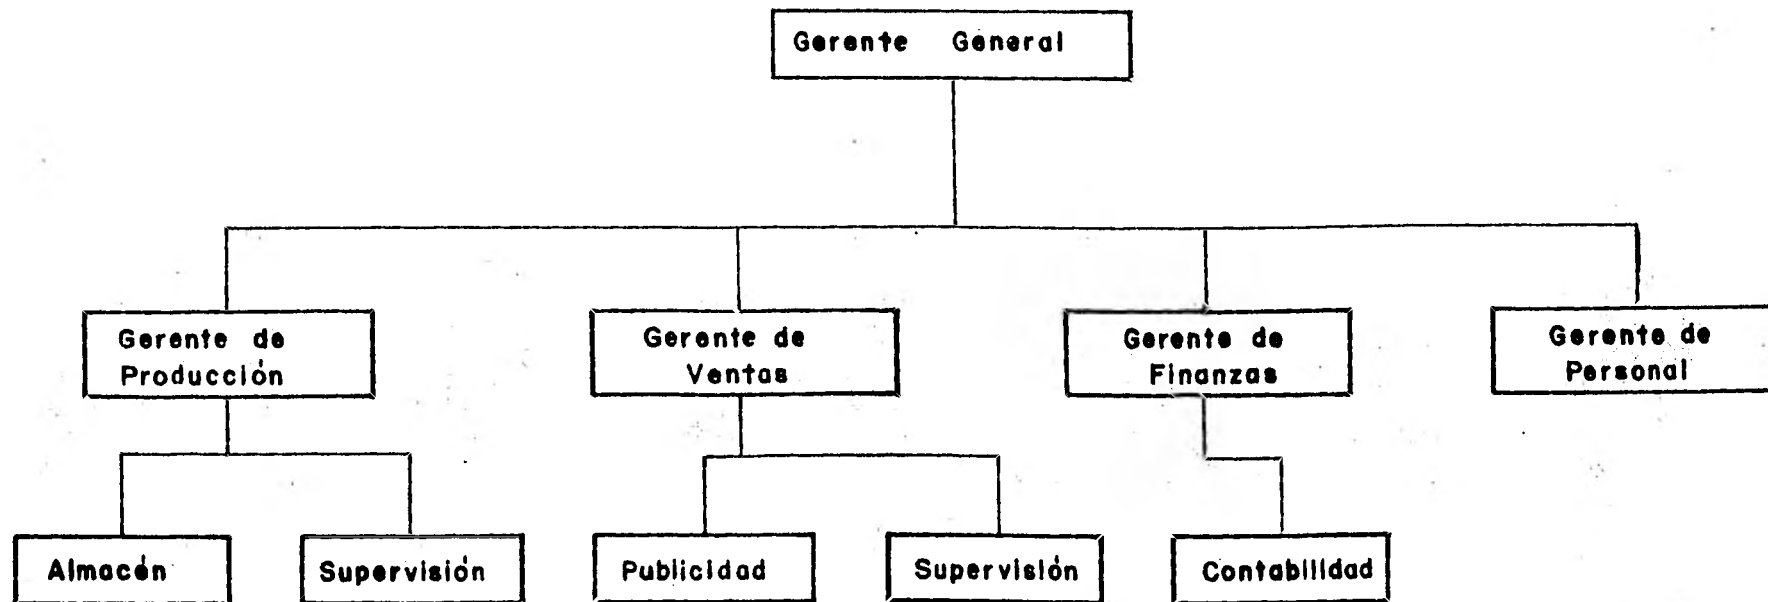 Gerente General
Gerente de
Producción
Gerente de
Ventas
Gerente de
Finanzas
Gerente de
Personal
Almacén
Supervisión
Publicidad
Supervisión
Contabilidad